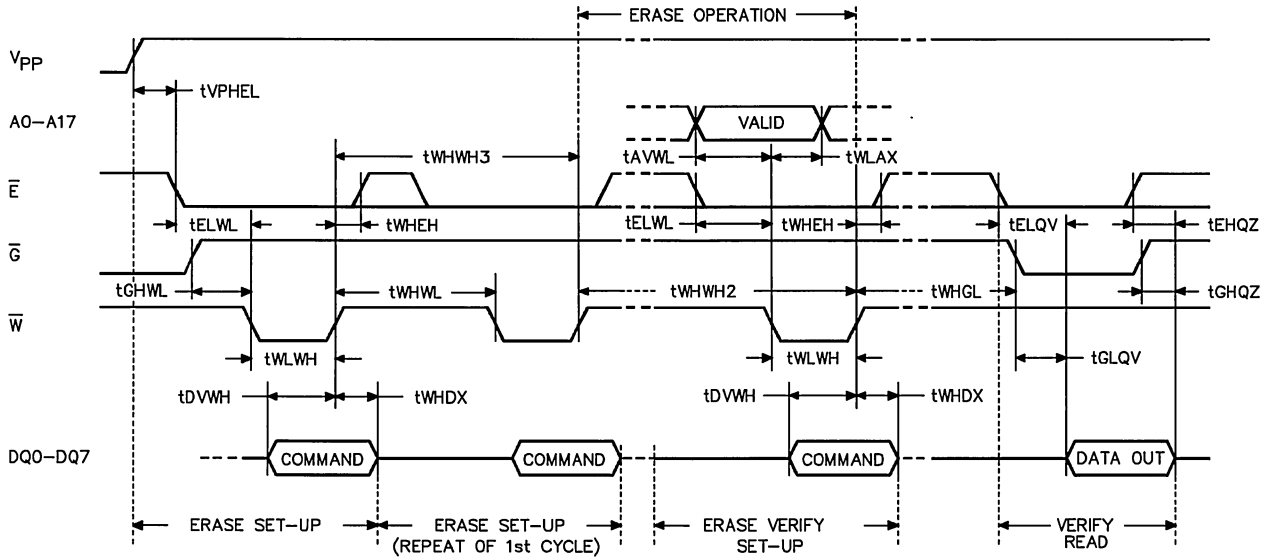 ERASE OPERATION
VPP
tVPHEL
A0-A17
VALID
tWHWH3
tAVWL
tWLAX
E
tELWL
tWHEH
tELWL
tWHEH
tELQV
tEHQZ
G
tGHWL
tWHWL
tWHWH2
tWHGL
tGHQZ
W
tWLWH
tWLWH
tGLQV
tDVWH
tWHDX
tDVWH
tWHDX
DQ0-DQ7
COMMAND
COMMAND
COMMAND
DATA OUT
ERASE SET-UP
ERASE SET-UP
(REPEAT OF 1st CYCLE)
ERASE VERIFY
SET-UP
VERIFY
READ